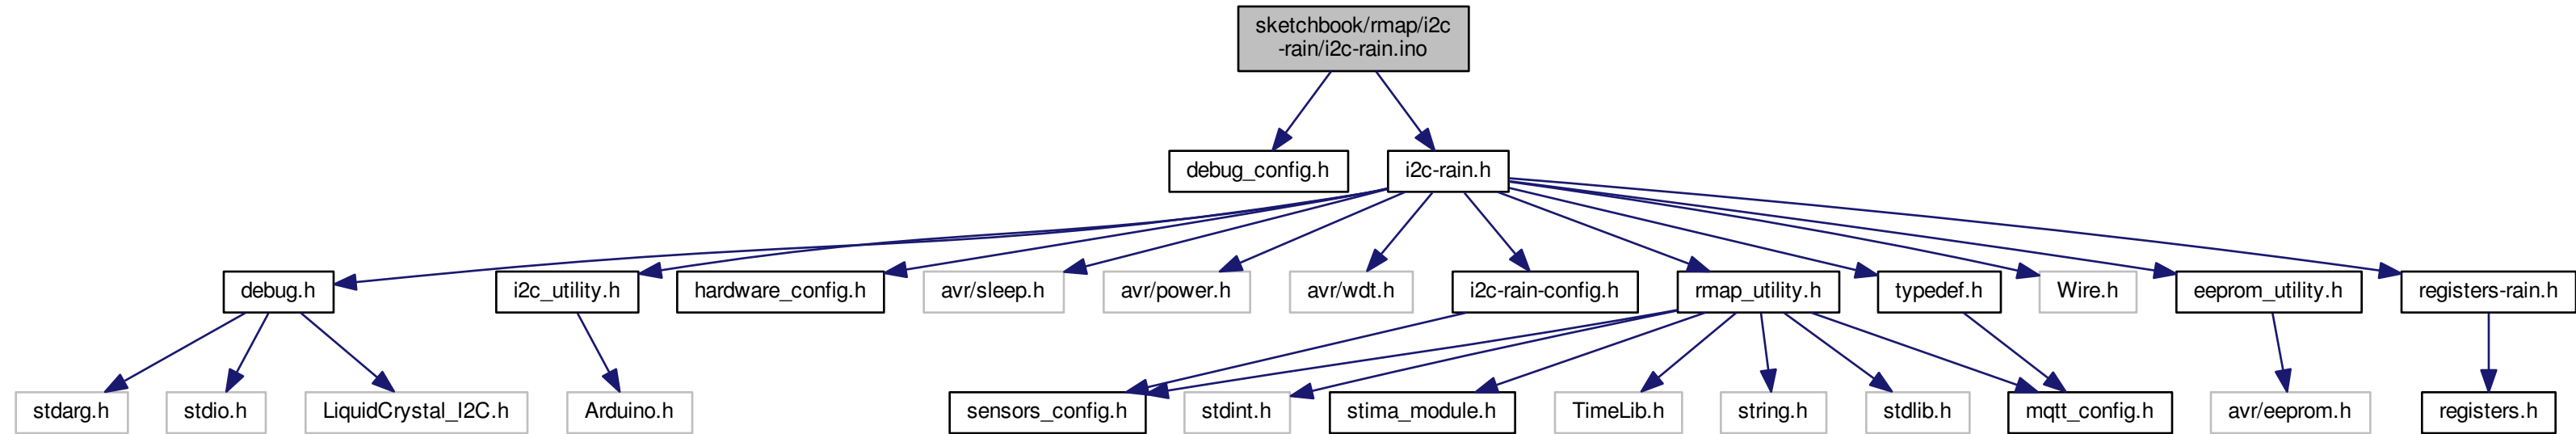 sketchbook/rmap/i2c
-rain/i2c-rain.ino
debug_config.h
i2c-rain.h
debug.h
i2c_utility.h
hardware_config.h
avr/sleep.h
avr/power.h
avr/wdt.h
i2c-rain-config.h
rmap_utility.h
typedef.h
Wire.h
eeprom_utility.h
registers-rain.h
stdarg.h
stdio.h
LiquidCrystal_I2C.h
Arduino.h
sensors_config.h
stdint.h
stima_module.h
TimeLib.h
string.h
stdlib.h
mqtt_config.h
avr/eeprom.h
registers.h